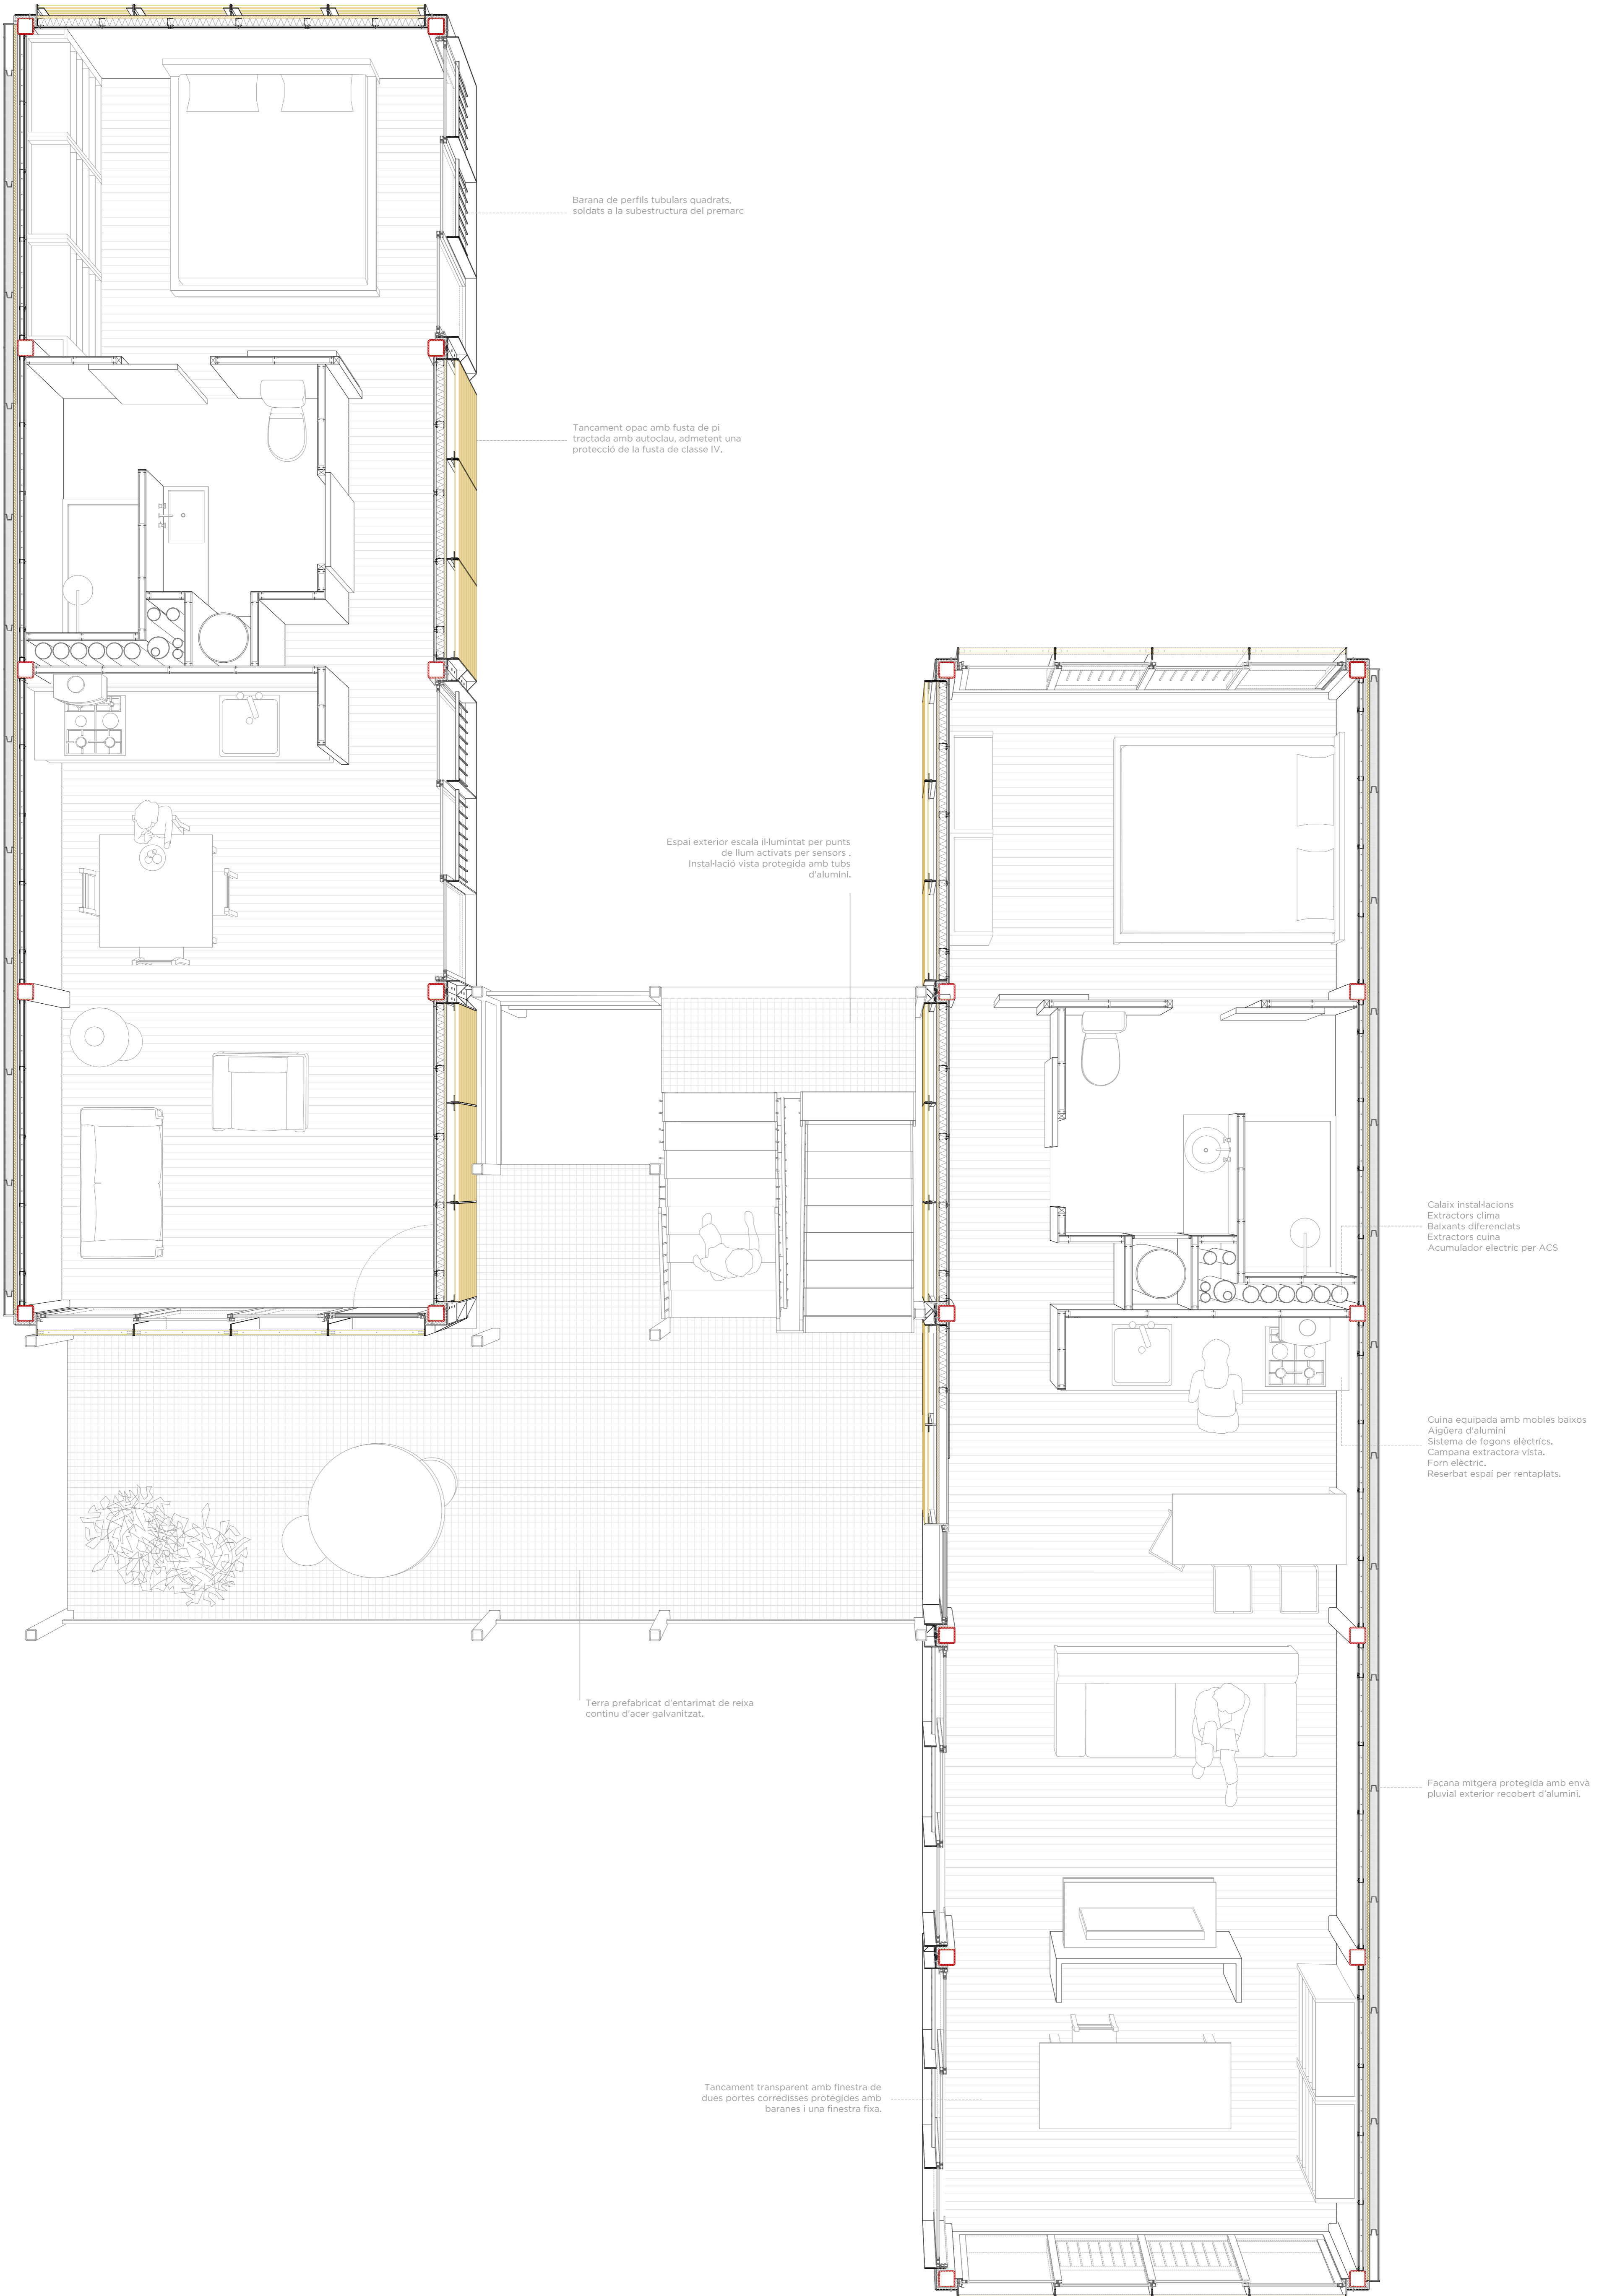 Barana de perfils tubulars quadrats,
soldats a la subestructura del premarc
Tancament opac amb fusta de pi
tractada amb autoclau, admetent una
protecció de la fusta de classe IV.
Espai exterior escala il·lumintat per punts
de llum activats per sensors .
Instal·lació vista protegida amb tubs
d'alumini.
Calaix instal·lacions
Extractors clima
Baixants diferenciats
Extractors cuina
Acumulador electric per ACS
Cuina equipada amb mobles baixos
Aigüera d'alumini
Sistema de fogons elèctrics.
Campana extractora vista.
Forn elèctric.
Reserbat espai per rentaplats.
Terra prefabricat d'entarimat de reixa
continu d'acer galvanitzat.
Façana mitgera protegida amb envà
pluvial exterior recobert d'alumini.
Tancament transparent amb finestra de
dues portes corredisses protegides amb
baranes i una finestra fixa.